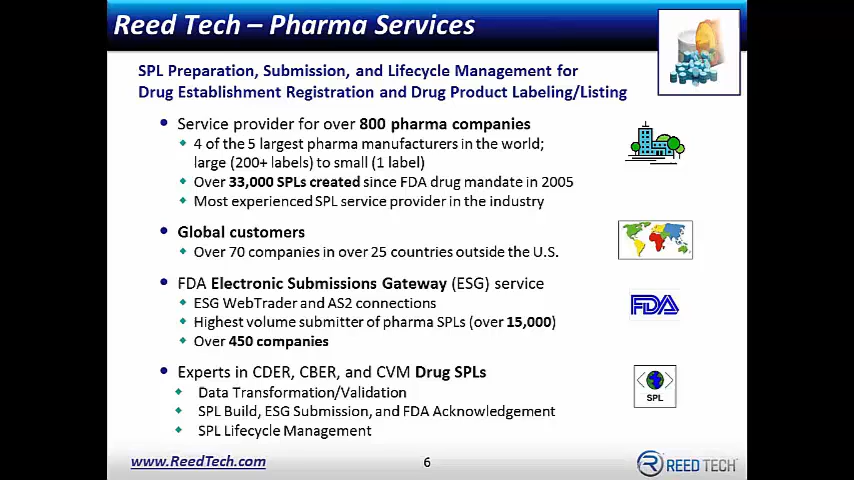 Reed Tech – Pharma Services
SPL Preparation, Submission, and Lifecycle Management for
Drug Establishment Registration and Drug Product Labeling/Listing
• Service provider for over 800 pharma companies
◆ 4 of the 5 largest pharma manufacturers in the world;
large (200+ labels) to small (1 label)
◆ Over 33,000 SPLs created since FDA drug mandate in 2005
◆ Most experienced SPL service provider in the industry
• Global customers
◆ Over 70 companies in over 25 countries outside the U.S.
• FDA Electronic Submissions Gateway (ESG) service
◆ ESG WebTrader and AS2 connections
◆ Highest volume submitter of pharma SPLs (over 15,000)
◆ Over 450 companies
FDA
• Experts in CDER, CBER, and CVM Drug SPLs
◆ Data Transformation/Validation
◆ SPL Build, ESG Submission, and FDA Acknowledgement
◆ SPL Lifecycle Management
SPL
www.ReedTech.com
6
REED TECH